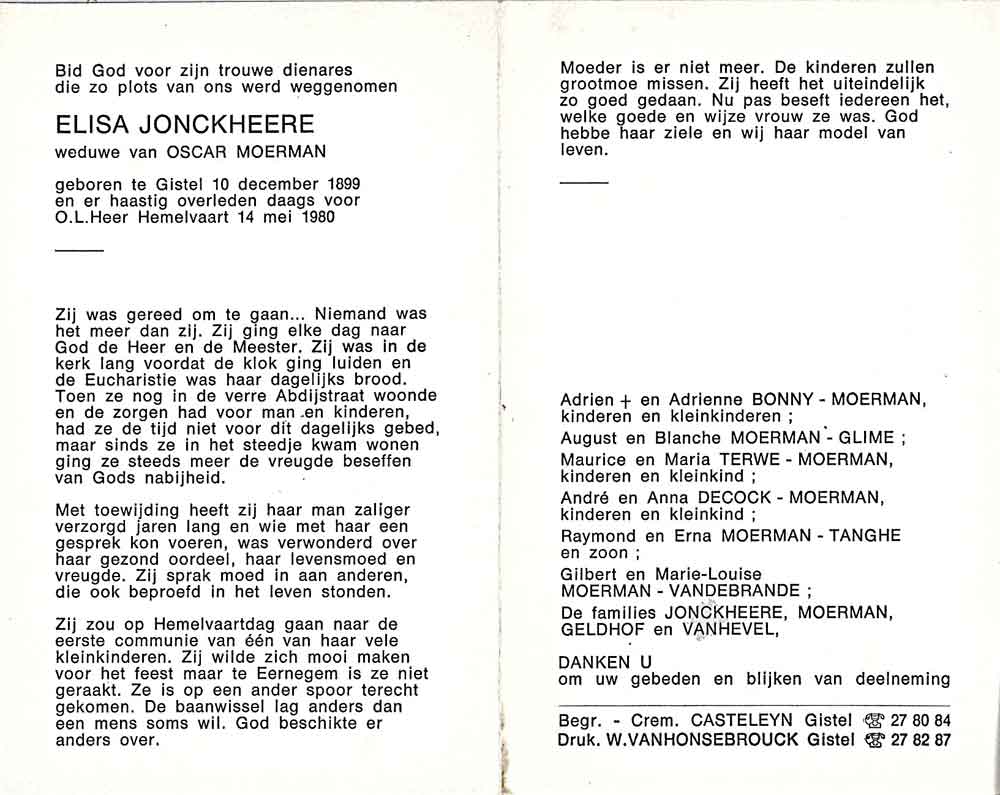 Bid God voor zijn trouwe dienares
die zo plots van ons werd weggenomen
ELISA JONCKHEERE
weduwe van OSCAR MOERMAN
geboren te Gistel 10 december 1899
en er haastig overleden daags voor
O.L.Heer Hemelvaart 14 mei 1980
Zij was gereed om te gaan... Niemand was
het meer dan zij. Zij ging elke dag naar
God de Heer en de Meester. Zij was in de
kerk lang voordat de klok ging luiden en
de Eucharistie was haar dagelijks brood.
Toen ze nog in de verre Abdijstraat woonde
en de zorgen had voor man en kinderen,
had ze de tijd niet voor dit dagelijks gebed,
maar sinds ze in het steedje kwam wonen
ging ze steeds meer de vreugde beseffen
van Gods nabijheid.
Met toewijding heeft zij haar man zaliger
verzorgd jaren lang en wie met haar een
gesprek kon voeren, was verwonderd over
haar gezond oordeel, haar levensmoed en
vreugde. Zij sprak moed in aan anderen,
die ook beproefd in het leven stonden.
Zij zou op Hemelvaartdag gaan naar de
eerste communie van één van haar vele
kleinkinderen. Zij wilde zich mooi maken
voor het feest maar te Eernegem is ze niet
geraakt. Ze is op een ander spoor terecht
gekomen. De baanwissel lag anders dan
een mens soms wil. God beschikte er
anders over.
Moeder is er niet meer. De kinderen zullen
grootmoe missen. Zij heeft het uiteindelijk
zo goed gedaan. Nu pas beseft iedereen het,
welke goede en wijze vrouw ze was. God
hebbe haar ziele en wij haar model van
leven.
Adrien + en Adrienne BONNY - MOERMAN,
kinderen en kleinkinderen ;
August en Blanche MOERMAN - GLIME ;
Maurice en Maria TERWE - MOERMAN,
kinderen en kleinkind ;
André en Anna DECOCK - MOERMAN,
kinderen en kleinkind ;
Raymond en Erna MOERMAN - TANGHE
en zoon ;
Gilbert en Marie-Louise
MOERMAN - VANDEBRANDE ;
De families JONCKHEERE, MOERMAN,
GELDHOF en VANHEVEL,
DANKEN U
om uw gebeden en blijken van deelneming
Begr. - Crem. CASTELEYN Gistel ☎ 27 80 84
Druk. W.VANHONSEBROUCK Gistel ☎ 27 82 87